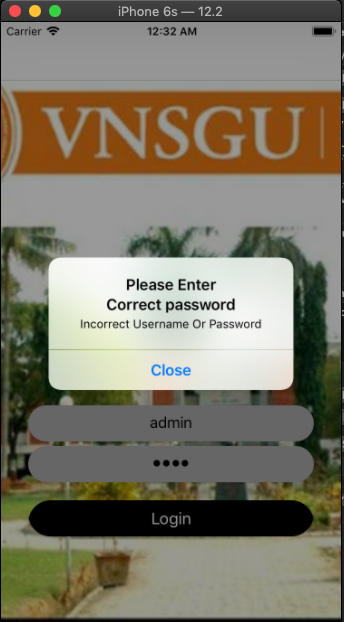 iPhone 6s — 12.2
Carrier 12:32 AM
VNSGU
Please Enter
Correct password
Incorrect Username Or Password
Close
admin
••••
Login